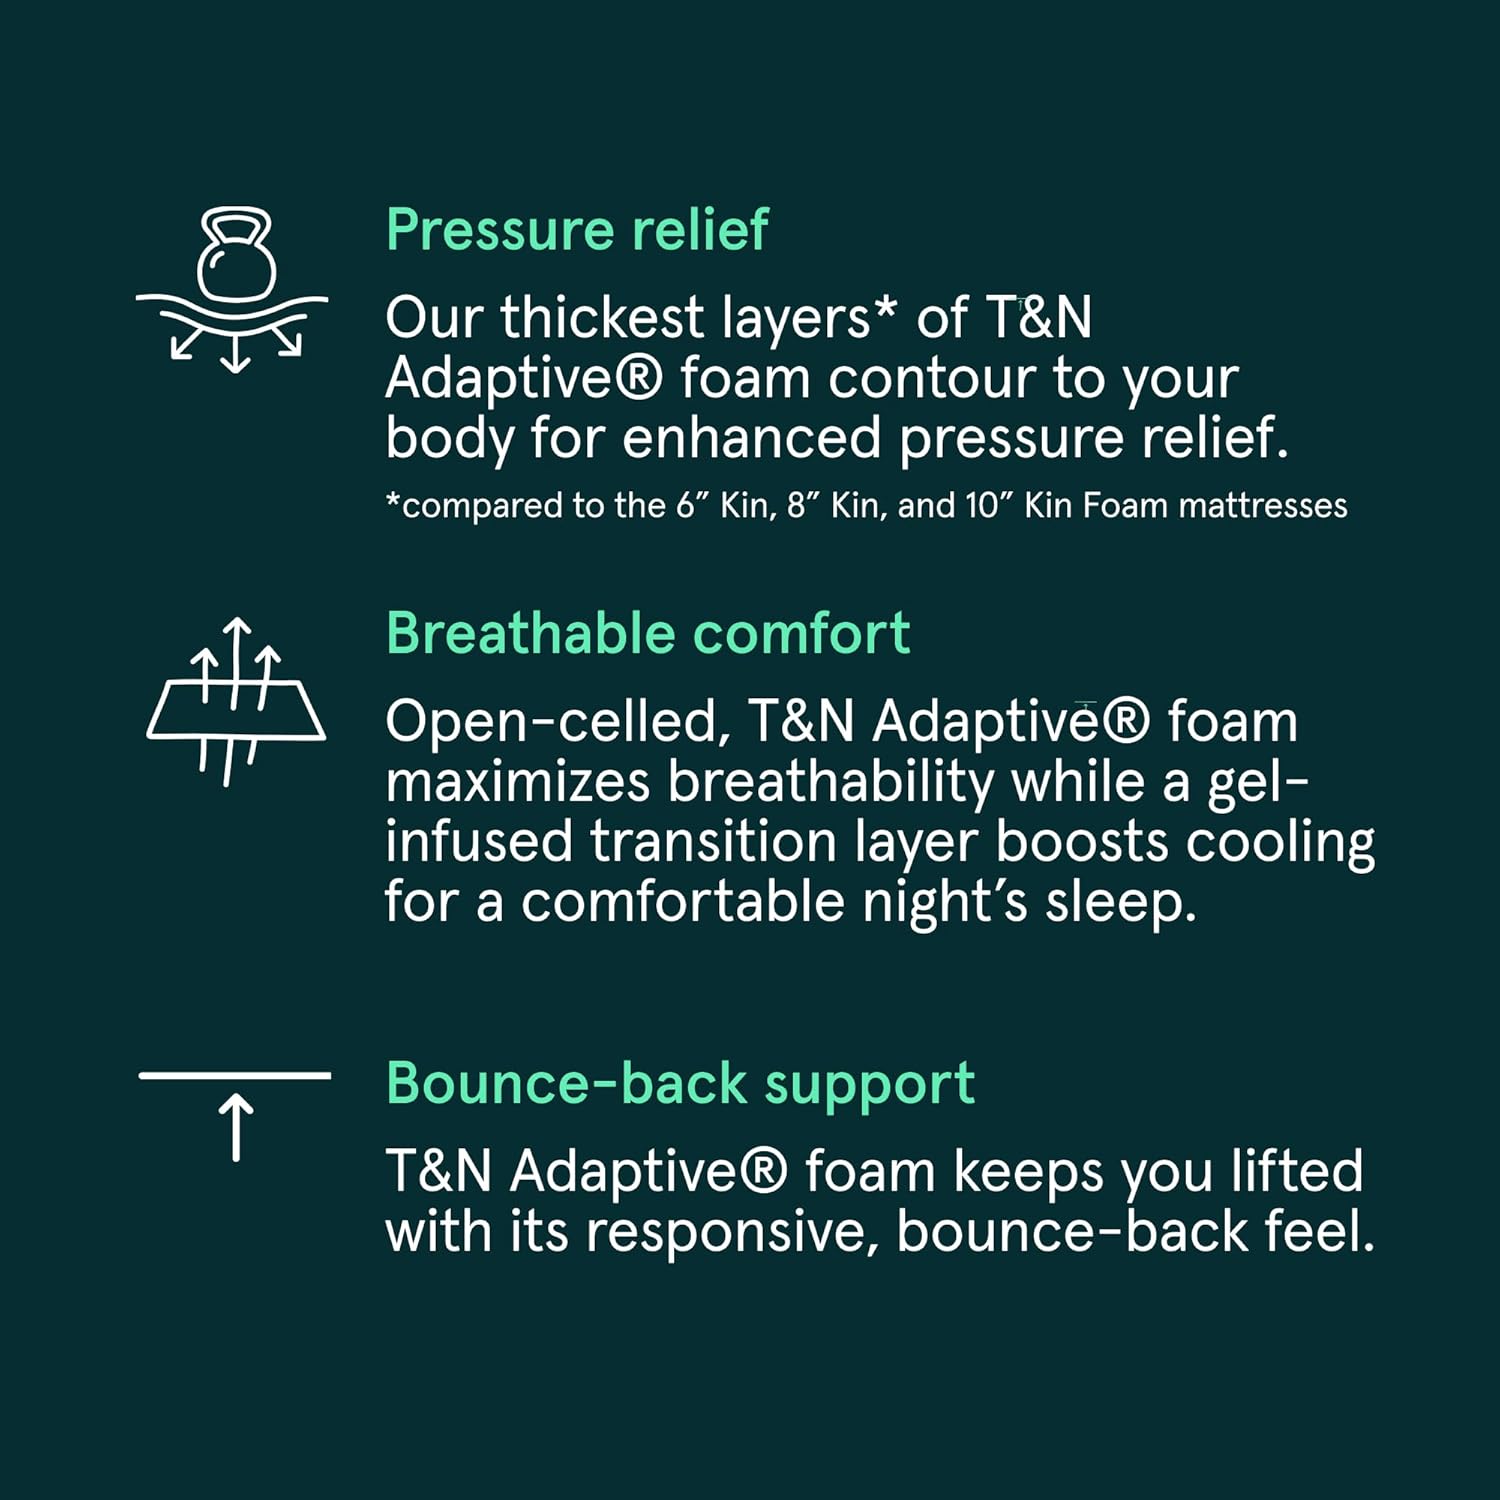 Pressure relief
Our thickest layers* of T&N
Adaptive® foam contour to your
body for enhanced pressure relief.
*compared to the 6” Kin, 8” Kin, and 10” Kin Foam mattresses
Breathable comfort
Open-celled, T&N Adaptive® foam
maximizes breathability while a gel-
infused transition layer boosts cooling
for a comfortable night’s sleep.
Bounce-back support
T&N Adaptive® foam keeps you lifted
with its responsive, bounce-back feel.